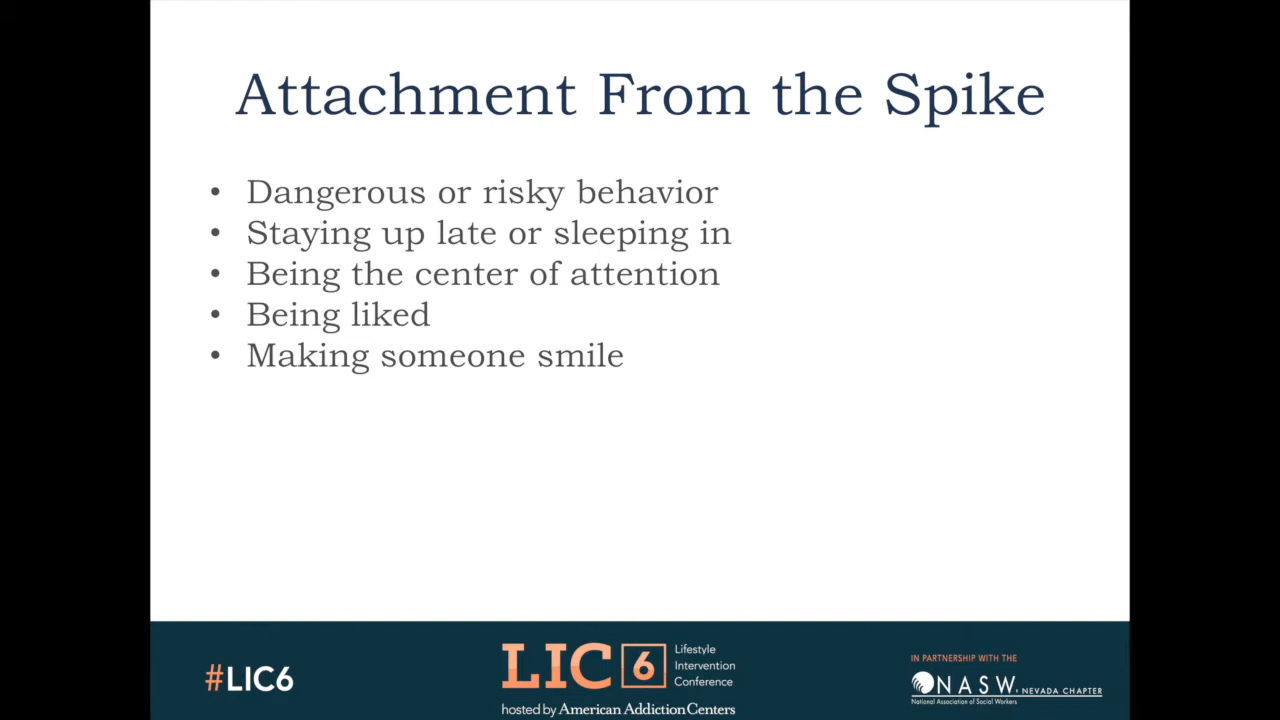 Attachment From the Spike
• Dangerous or risky behavior
• Staying up late or sleeping in
• Being the center of attention
• Being liked
• Making someone smile
#LIC6
LIC 6
Lifestyle
Intervention
Conference
hosted by American Addiction Centers
IN PARTNERSHIP WITH THE
NASW, NEVADA CHAPTER
National Association of Social Workers